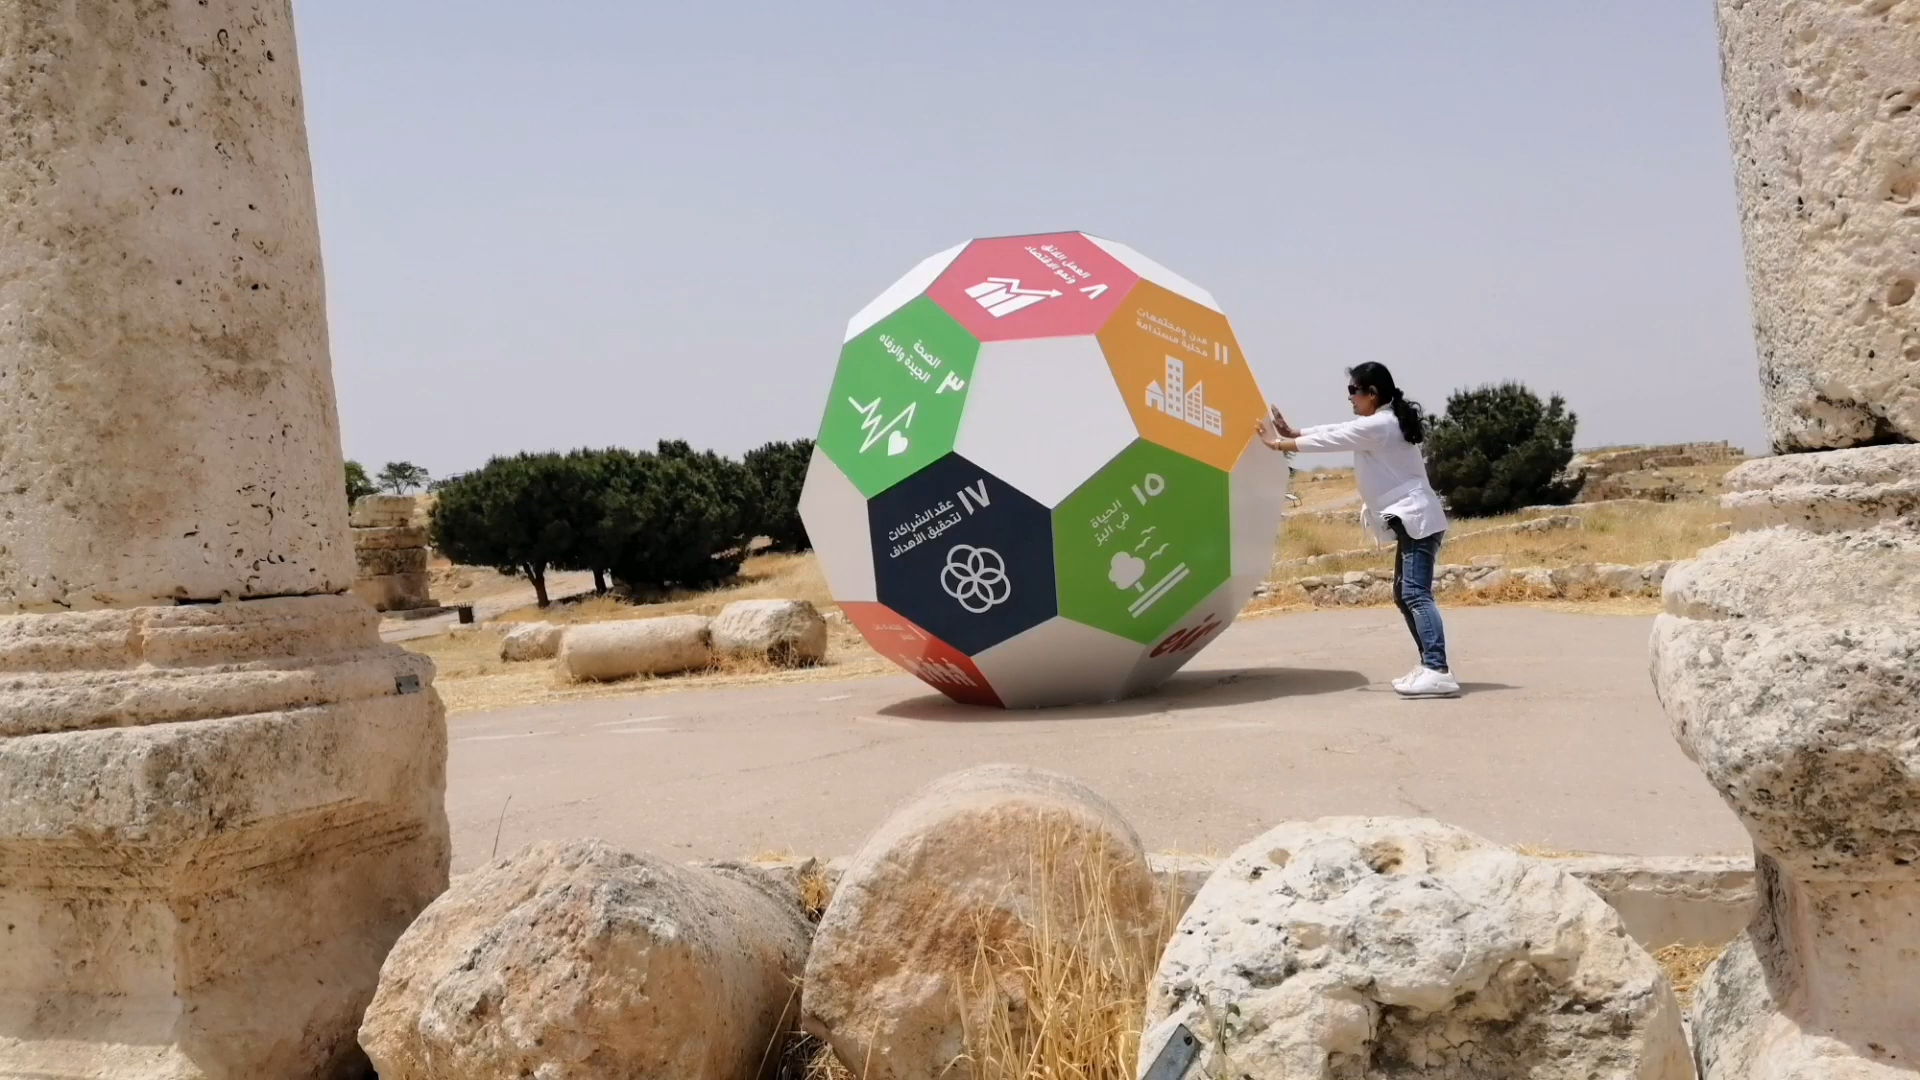 ٨
العمل اللائق
ونمو الاقتصاد
١١
مدن ومجتمعات
محلية مستدامة
٣
الصحة
الجيدة والرفاه
١٧
عقد الشراكات
لتحقيق الأهداف
١٥
الحياة
في البرّ
١